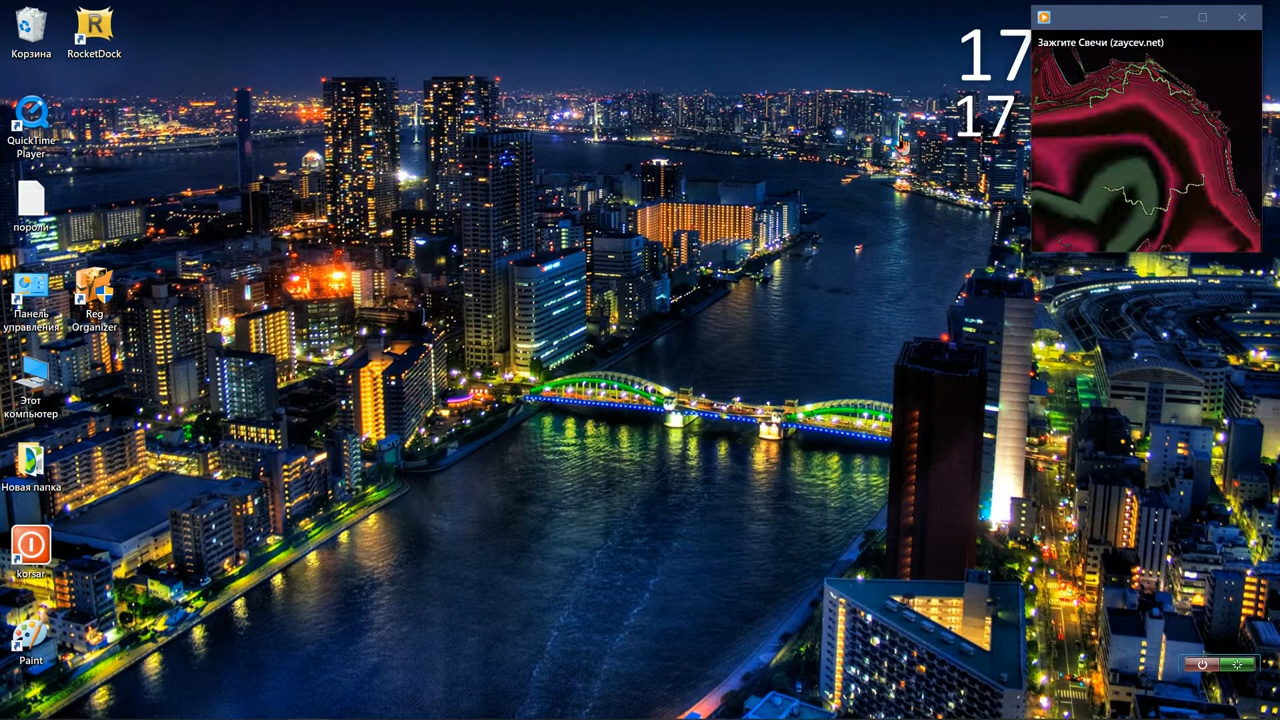 Корзина
RocketDock
QuickTime
Player
пороли
Панель
управления
Reg
Organizer
Этот
компьютер
Новая папка
korsar
Paint
17
17
Зажгите Свечи (zaycev.net)